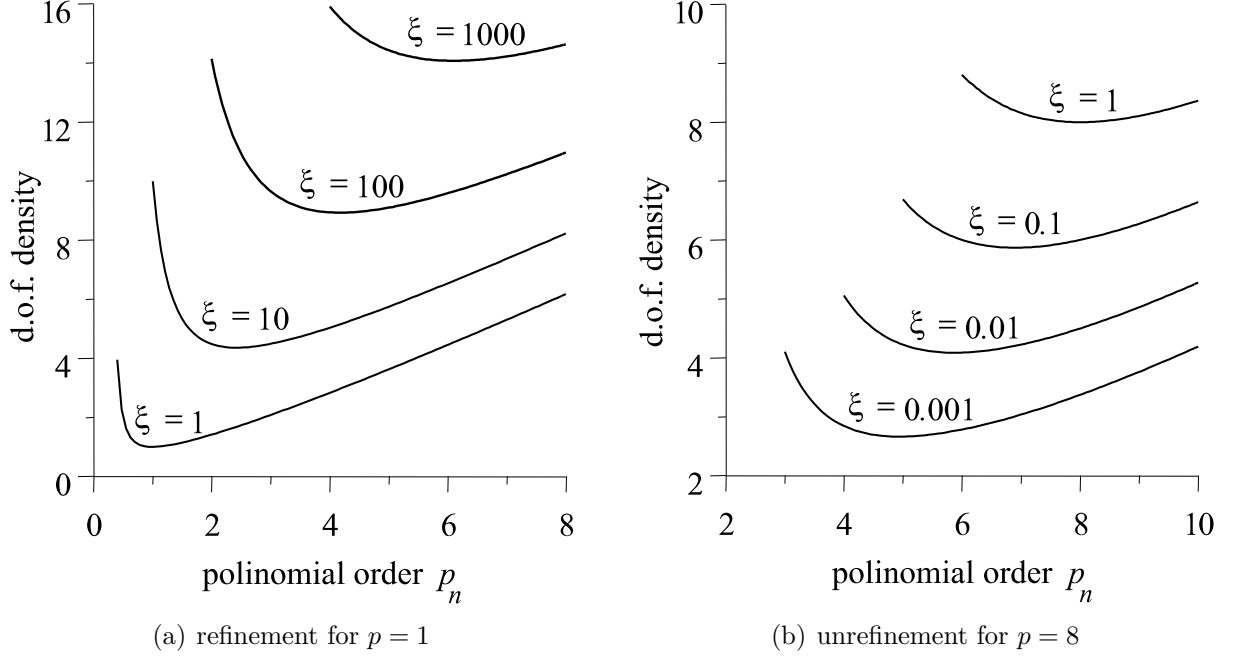 16
12
8
4
0
d.o.f. density
ξ = 1000
ξ = 100
ξ = 10
ξ = 1
0 2 4 6 8
polinomial order pn
(a) refinement for p = 1
10
8
6
4
2
d.o.f. density
ξ = 1
ξ = 0.1
ξ = 0.01
ξ = 0.001
2 4 6 8 10
polinomial order pn
(b) unrefinement for p = 8